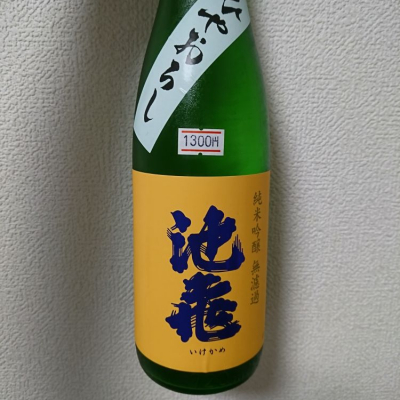 ひやおろし
1300円
純米吟醸 無濾過
池亀
いけかめ